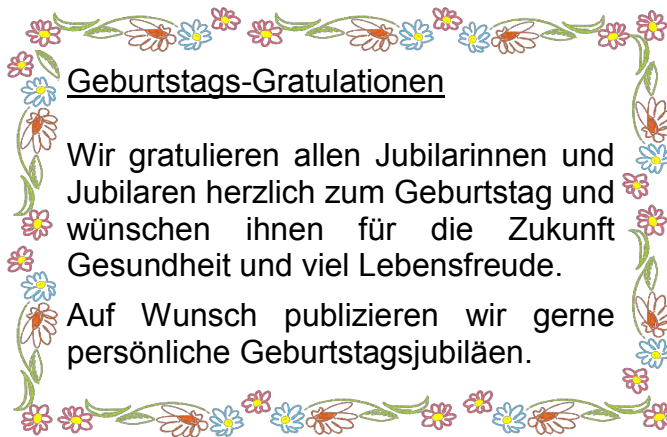 Geburtstags-Gratulationen
Wir gratulieren allen Jubilarinnen und
Jubilaren herzlich zum Geburtstag und
wünschen ihnen für die Zukunft
Gesundheit und viel Lebensfreude.
Auf Wunsch publizieren wir gerne
persönliche Geburtstagsjubiläen.